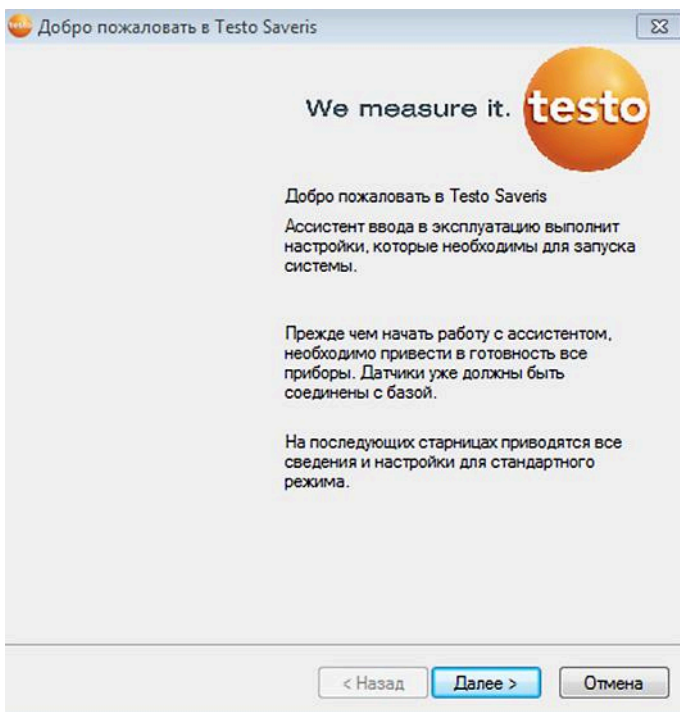 Добро пожаловать в Testo Saveris
We measure it. testo
Добро пожаловать в Testo Saveris
Ассистент ввода в эксплуатацию выполнит
настройки, которые необходимы для запуска
системы.
Прежде чем начать работу с ассистентом,
необходимо привести в готовность все
приборы. Датчики уже должны быть
соединены с базой.
На последующих старницах приводятся все
сведения и настройки для стандартного
режима.
< Назад Далее > Отмена